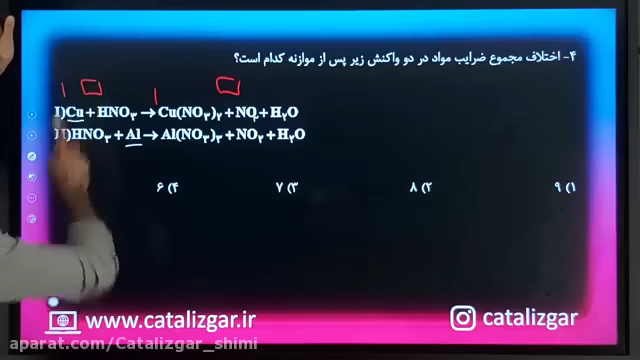 ۴- اختلاف مجموع ضرایب مواد در دو واکنش زیر پس از موازنه کدام است؟
I)Cu + HNO۳ → Cu(NO۳)۲ + NO۲ + H۲O
II)HNO۳ + Al → Al(NO۳)۳ + NO۲ + H۲O
۱) ۹
۲) ۸
۳) ۷
۴) ۶
www.catalizgar.ir
catalizgar
aparat.com/Catalizgar_shimi